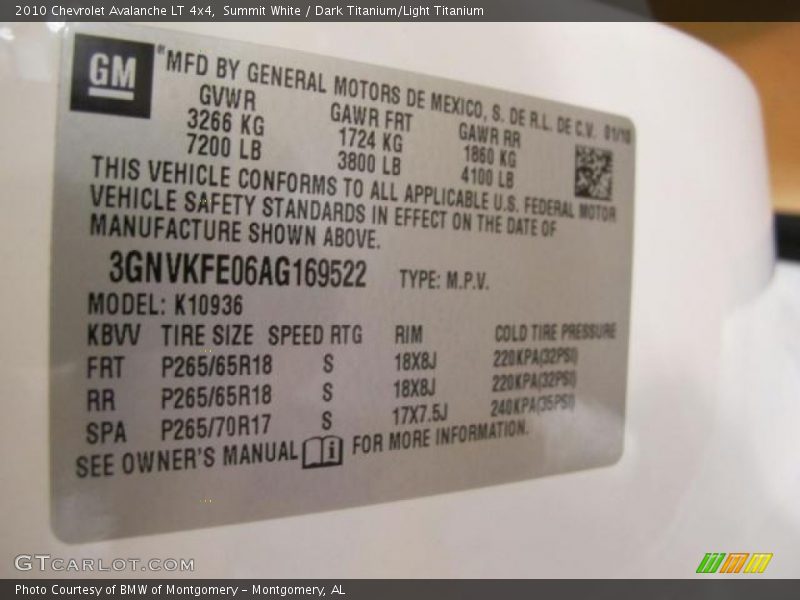 2010 Chevrolet Avalanche LT 4x4, Summit White / Dark Titanium/Light Titanium
GM
MFD BY GENERAL MOTORS DE MEXICO, S. DE R.L. DE C.V. 01/10
GVWR GAWR FRT GAWR RR
3266 KG 1724 KG 1860 KG
7200 LB 3800 LB 4100 LB
THIS VEHICLE CONFORMS TO ALL APPLICABLE U.S. FEDERAL MOTOR
VEHICLE SAFETY STANDARDS IN EFFECT ON THE DATE OF
MANUFACTURE SHOWN ABOVE.
3GNVKFE06AG169522 TYPE: M.P.V.
MODEL: K10936
KBVV TIRE SIZE SPEED RTG RIM COLD TIRE PRESSURE
FRT P265/65R18 S 18X8J 220KPA(32PSI)
RR P265/65R18 S 18X8J 220KPA(32PSI)
SPA P265/70R17 S 17X7.5J 240KPA(35PSI)
SEE OWNER'S MANUAL i FOR MORE INFORMATION.
GTCARLOT.COM
Photo Courtesy of BMW of Montgomery - Montgomery, AL